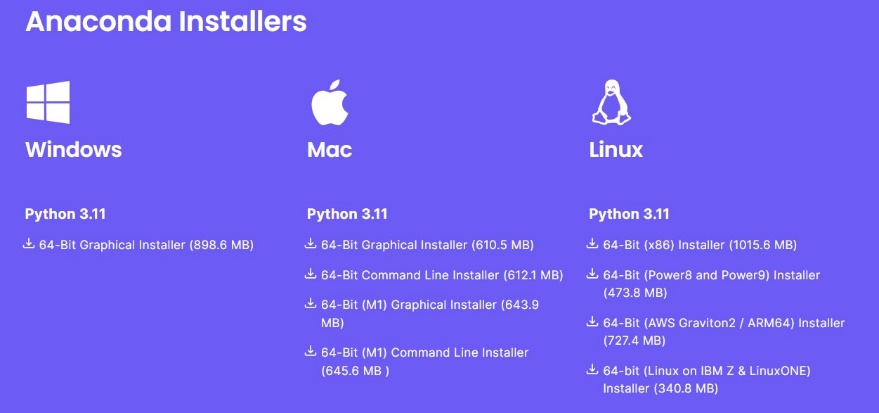 Anaconda Installers
Windows
Python 3.11
64-Bit Graphical Installer (898.6 MB)
Mac
Python 3.11
64-Bit Graphical Installer (610.5 MB)
64-Bit Command Line Installer (612.1 MB)
64-Bit (M1) Graphical Installer (643.9
MB)
64-Bit (M1) Command Line Installer
(645.6 MB )
Linux
Python 3.11
64-Bit (x86) Installer (1015.6 MB)
64-Bit (Power8 and Power9) Installer
(473.8 MB)
64-Bit (AWS Graviton2 / ARM64) Installer
(727.4 MB)
64-bit (Linux on IBM Z & LinuxONE)
Installer (340.8 MB)